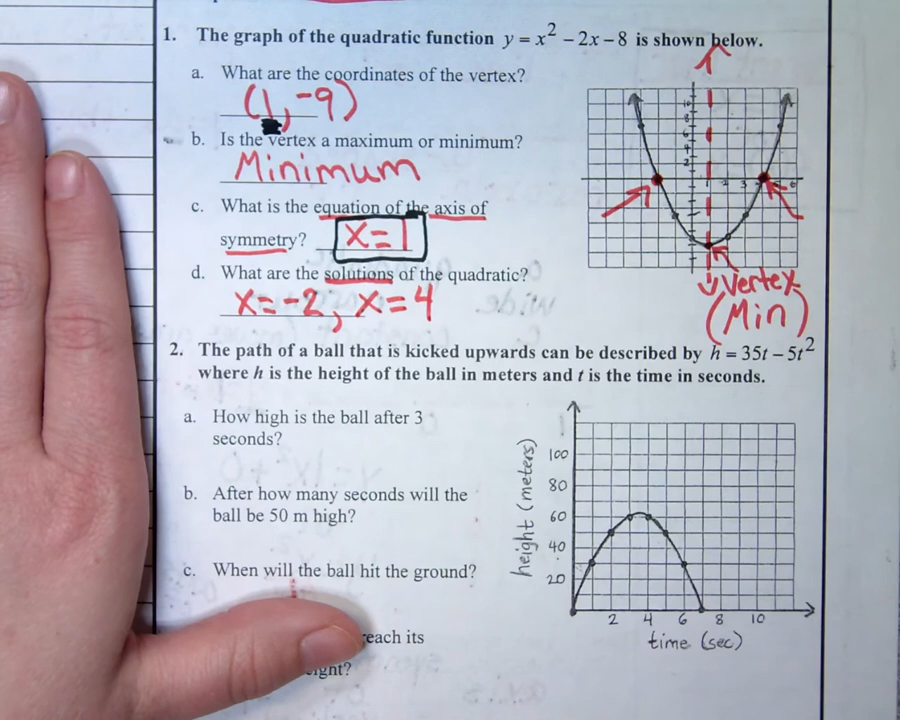 1. The graph of the quadratic function y = x² − 2x − 8 is shown below.
a. What are the coordinates of the vertex?
(1, -9)
b. Is the vertex a maximum or minimum?
Minimum
c. What is the equation of the axis of
symmetry? x=1
d. What are the solutions of the quadratic?
x=-2, x=4
Vertex
(Min)
2. The path of a ball that is kicked upwards can be described by h = 35t − 5t²
where h is the height of the ball in meters and t is the time in seconds.
a. How high is the ball after 3
seconds?
b. After how many seconds will the
ball be 50 m high?
c. When will the ball hit the ground?
each its
height (meters)
100
80
60
40
20
2 4 6 8 10
time (sec)